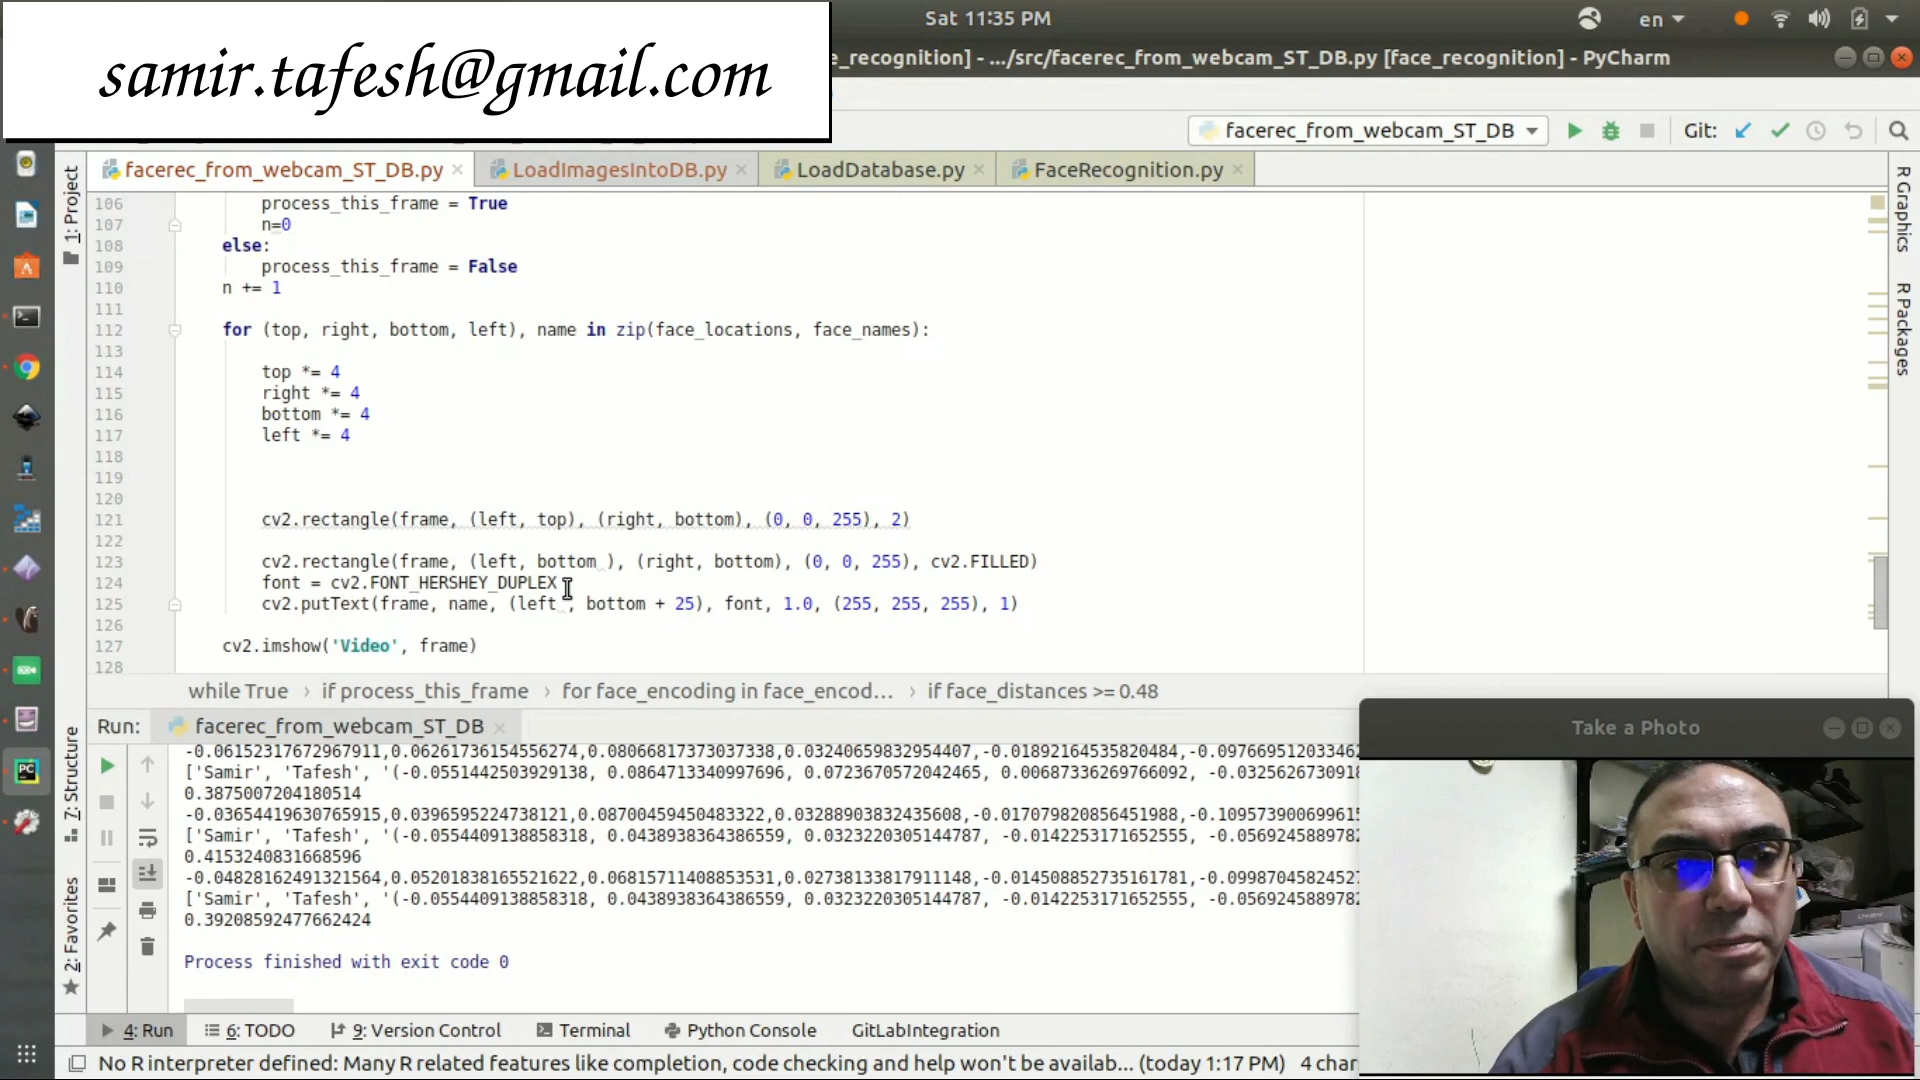 samir.tafesh@gmail.com
Sat 11:35 PM
en
e_recognition] - .../src/facerec_from_webcam_ST_DB.py [face_recognition] - PyCharm
facerec_from_webcam_ST_DB
Git:
facerec_from_webcam_ST_DB.py
LoadImagesIntoDB.py
LoadDatabase.py
FaceRecognition.py
1: Project
7: Structure
2: Favorites
R Graphics
R Packages
106 process_this_frame = True
107 n=0
108 else:
109 process_this_frame = False
110 n += 1
111
112 for (top, right, bottom, left), name in zip(face_locations, face_names):
113
114 top *= 4
115 right *= 4
116 bottom *= 4
117 left *= 4
118
119
120
121 cv2.rectangle(frame, (left, top), (right, bottom), (0, 0, 255), 2)
122
123 cv2.rectangle(frame, (left, bottom ), (right, bottom), (0, 0, 255), cv2.FILLED)
124 font = cv2.FONT_HERSHEY_DUPLEX
125 cv2.putText(frame, name, (left , bottom + 25), font, 1.0, (255, 255, 255), 1)
126
127 cv2.imshow('Video', frame)
128
while True › if process_this_frame › for face_encoding in face_encod... › if face_distances >= 0.48
Run: facerec_from_webcam_ST_DB
-0.06152317672967911,0.06261736154556274,0.08066817373037338,0.03240659832954407,-0.01892164535820484,-0.0976695120334​62
['Samir', 'Tafesh', '(-0.0551442503929138, 0.0864713340997696, 0.0723670572042465, 0.00687336269766092, -0.0325626730918
0.3875007204180514
-0.03654419630765915,0.0396595224738121,0.08700459450483322,0.03288903832435608,-0.017079820856451988,-0.109573900699615
['Samir', 'Tafesh', '(-0.0554409138858318, 0.0438938364386559, 0.0323220305144787, -0.0142253171652555, -0.0569245889782
0.4153240831668596
-0.04828162491321564,0.05201838165521622,0.06815711408853531,0.02738133817911148,-0.014508852735161781,-0.09987045824527
['Samir', 'Tafesh', '(-0.0554409138858318, 0.0438938364386559, 0.0323220305144787, -0.0142253171652555, -0.0569245889782
0.39208592477662424
Process finished with exit code 0
Take a Photo
4: Run
6: TODO
9: Version Control
Terminal
Python Console
GitLabIntegration
No R interpreter defined: Many R related features like completion, code checking and help won't be availab... (today 1:17 PM) 4 char